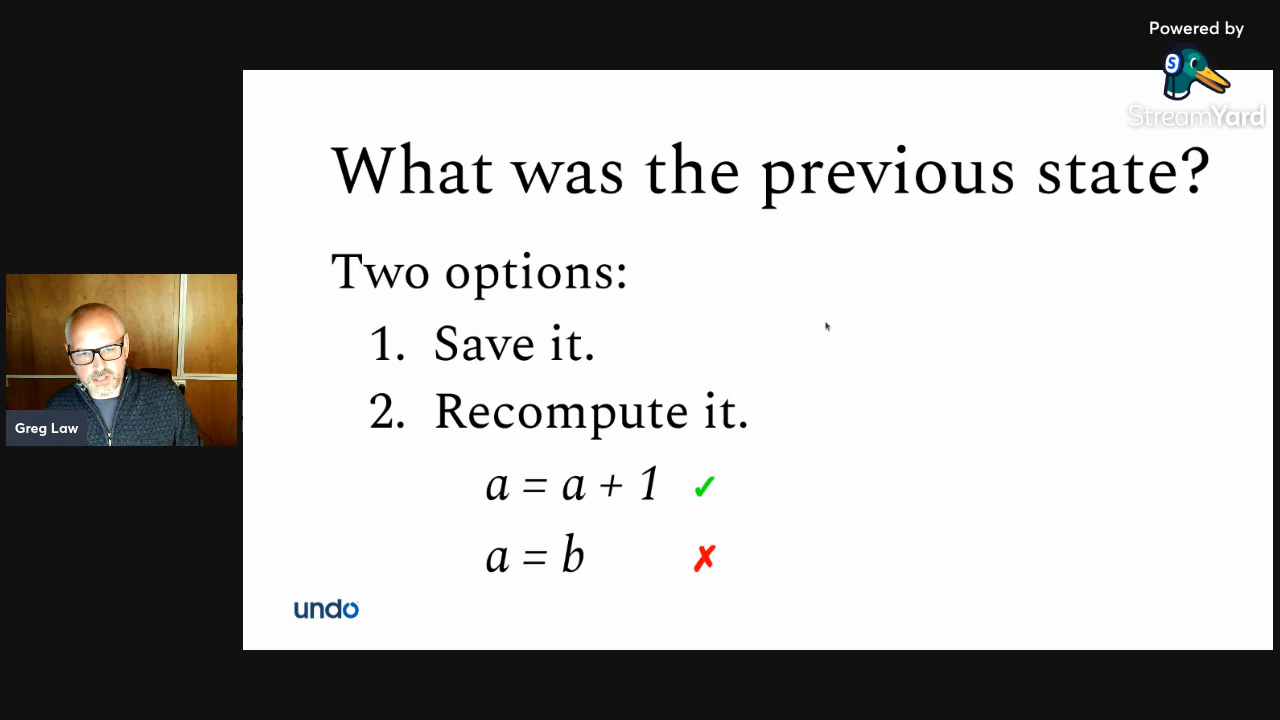 Powered by
S
StreamYard
What was the previous state?
Two options:
1. Save it.
2. Recompute it.
a = a + 1 ✓
a = b ✗
Greg Law
undo